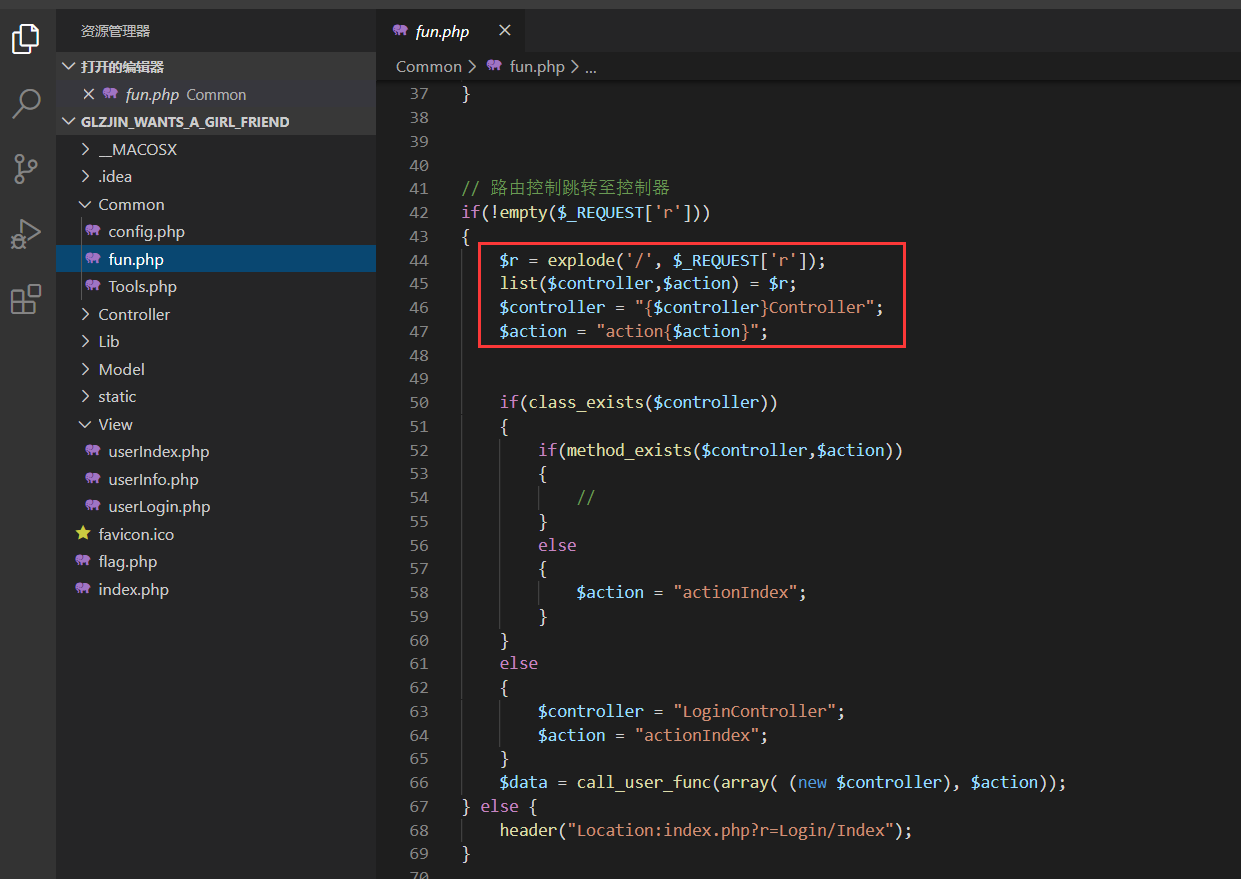 资源管理器
打开的编辑器
fun.php Common
GLZJIN_WANTS_A_GIRL_FRIEND
__MACOSX
.idea
Common
config.php
fun.php
Tools.php
Controller
Lib
Model
static
View
userIndex.php
userInfo.php
userLogin.php
favicon.ico
flag.php
index.php
fun.php
Common > fun.php > ...
37 }
38
39
40
41 // 路由控制跳转至控制器
42 if(!empty($_REQUEST['r']))
43 {
44 $r = explode('/', $_REQUEST['r']);
45 list($controller,$action) = $r;
46 $controller = "{$controller}Controller";
47 $action = "action{$action}";
48
49
50 if(class_exists($controller))
51 {
52 if(method_exists($controller,$action))
53 {
54 //
55 }
56 else
57 {
58 $action = "actionIndex";
59 }
60 }
61 else
62 {
63 $controller = "LoginController";
64 $action = "actionIndex";
65 }
66 $data = call_user_func(array( (new $controller), $action));
67 } else {
68 header("Location:index.php?r=Login/Index");
69 }
70